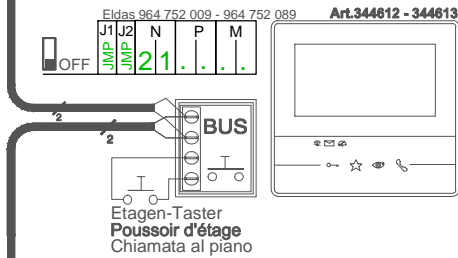 Eldas 964 752 009 - 964 752 089
Art.344612 - 344613
J1 J2 N P M
OFF JMP JMP 2 1 . . . .
2
BUS
2
Etagen-Taster
Poussoir d'étage
Chiamata al piano